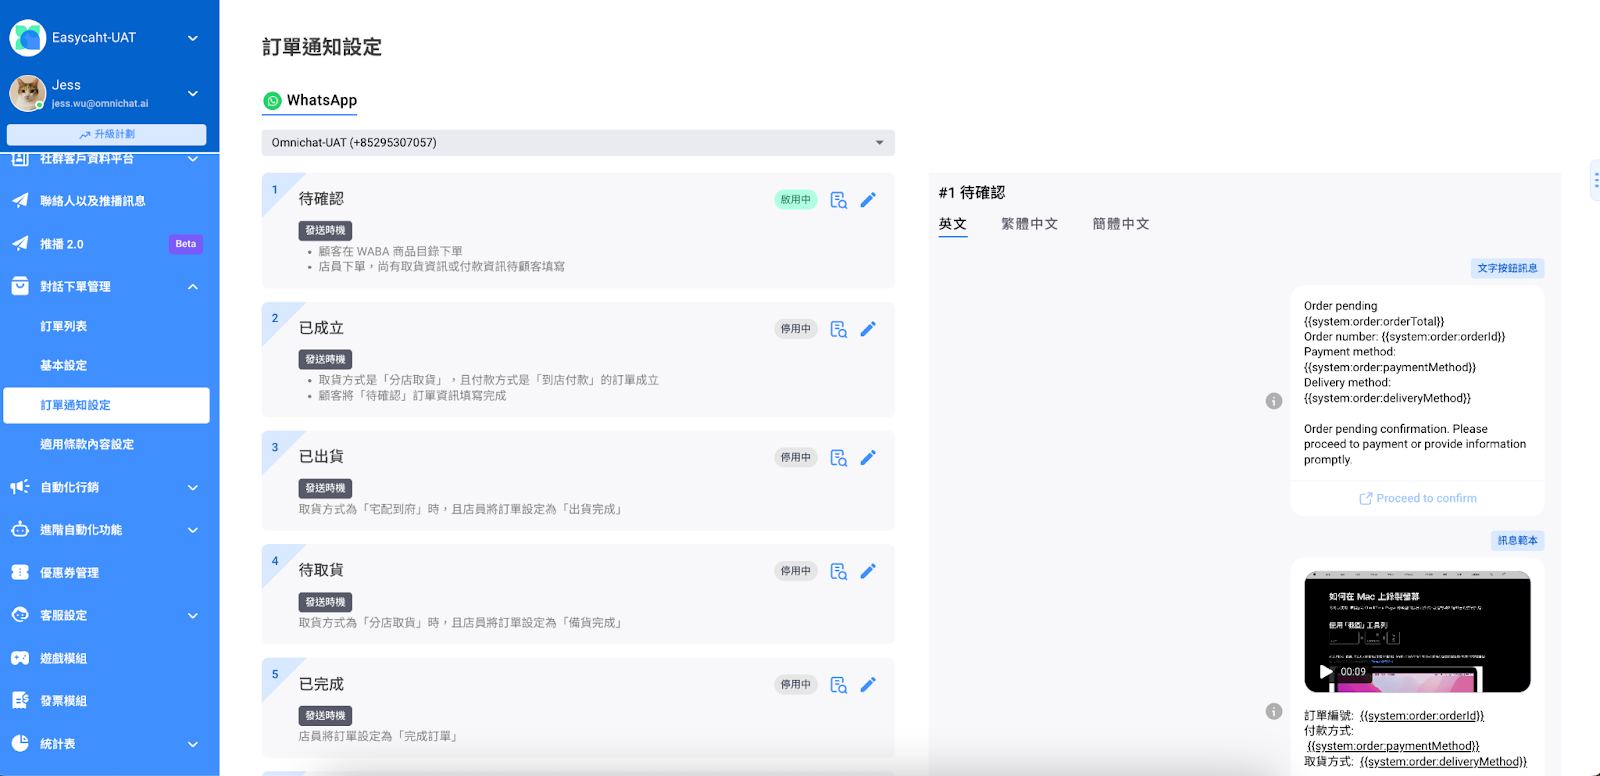 Easycaht-UAT
Jess
jess.wu@omnichat.ai
升級計劃
社群客戶資料平台
聯絡人以及推播訊息
推播 2.0
Beta
對話下單管理
訂單列表
基本設定
訂單通知設定
適用條款內容設定
自動化行銷
進階自動化功能
優惠券管理
客服設定
遊戲模組
發票模組
統計表
訂單通知設定
WhatsApp
Omnichat-UAT (+85295307057)
1
待確認
啟用中
發送時機
• 顧客在 WABA 商品目錄下單
• 店員下單，尚有取貨資訊或付款資訊待顧客填寫
2
已成立
停用中
發送時機
• 取貨方式是「分店取貨」，且付款方式是「到店付款」的訂單成立
• 顧客將「待確認」訂單資訊填寫完成
3
已出貨
停用中
發送時機
取貨方式為「宅配到府」時，且店員將訂單設定為「出貨完成」
4
待取貨
停用中
發送時機
取貨方式為「分店取貨」時，且店員將訂單設定為「備貨完成」
5
已完成
停用中
發送時機
店員將訂單設定為「完成訂單」
#1 待確認
英文 繁體中文 簡體中文
文字按鈕訊息
Order pending
{{system:order:orderTotal}}
Order number: {{system:order:orderId}}
Payment method:
{{system:order:paymentMethod}}
Delivery method:
{{system:order:deliveryMethod}}
Order pending confirmation. Please
proceed to payment or provide information
promptly.
Proceed to confirm
訊息範本
如何在 Mac 上錄製螢幕
使用「截圖」工具列
00:09
訂單編號: {{system:order:orderId}}
付款方式:
{{system:order:paymentMethod}}
取貨方式: {{system:order:deliveryMethod}}